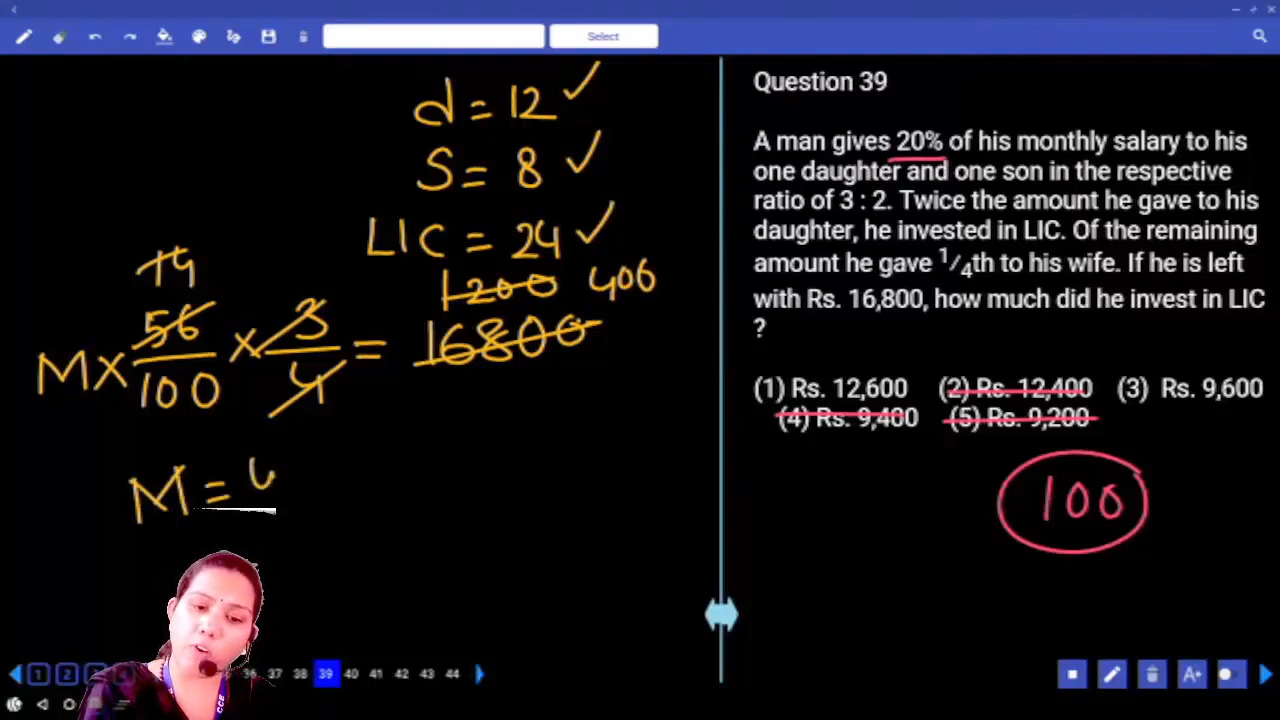 Select
d = 12 ✓
S = 8 ✓
LIC = 24 ✓
1200 400
14
M × 56/100 × 3/4 = 16800
M = 4
Question 39
A man gives 20% of his monthly salary to his
one daughter and one son in the respective
ratio of 3 : 2. Twice the amount he gave to his
daughter, he invested in LIC. Of the remaining
amount he gave ¹/₄th to his wife. If he is left
with Rs. 16,800, how much did he invest in LIC
?
(1) Rs. 12,600 (2) Rs. 12,400 (3) Rs. 9,600
(4) Rs. 9,400 (5) Rs. 9,200
100
1 2 3 36 37 38 39 40 41 42 43 44
A+
CCE